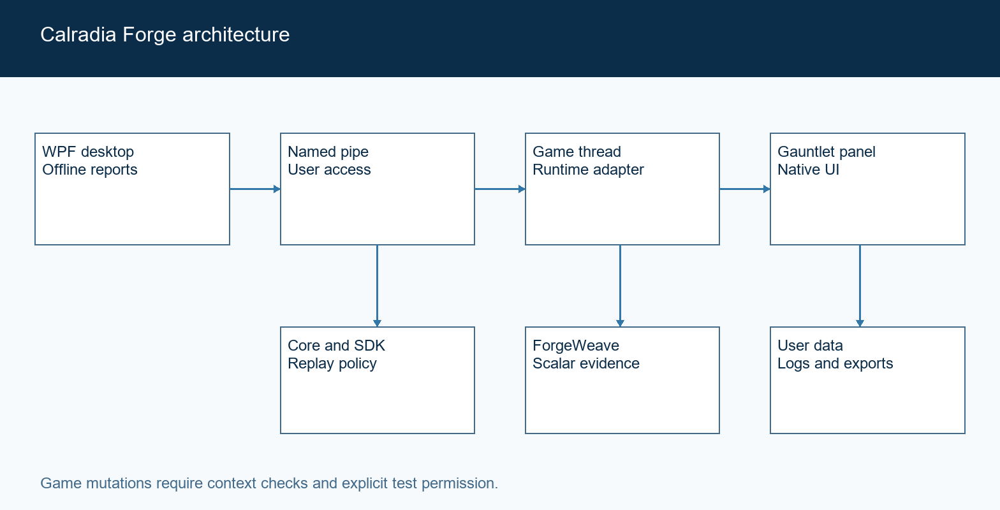 Calradia Forge architecture
WPF desktop
Offline reports
Named pipe
User access
Game thread
Runtime adapter
Gauntlet panel
Native UI
Core and SDK
Replay policy
ForgeWeave
Scalar evidence
User data
Logs and exports
Game mutations require context checks and explicit test permission.